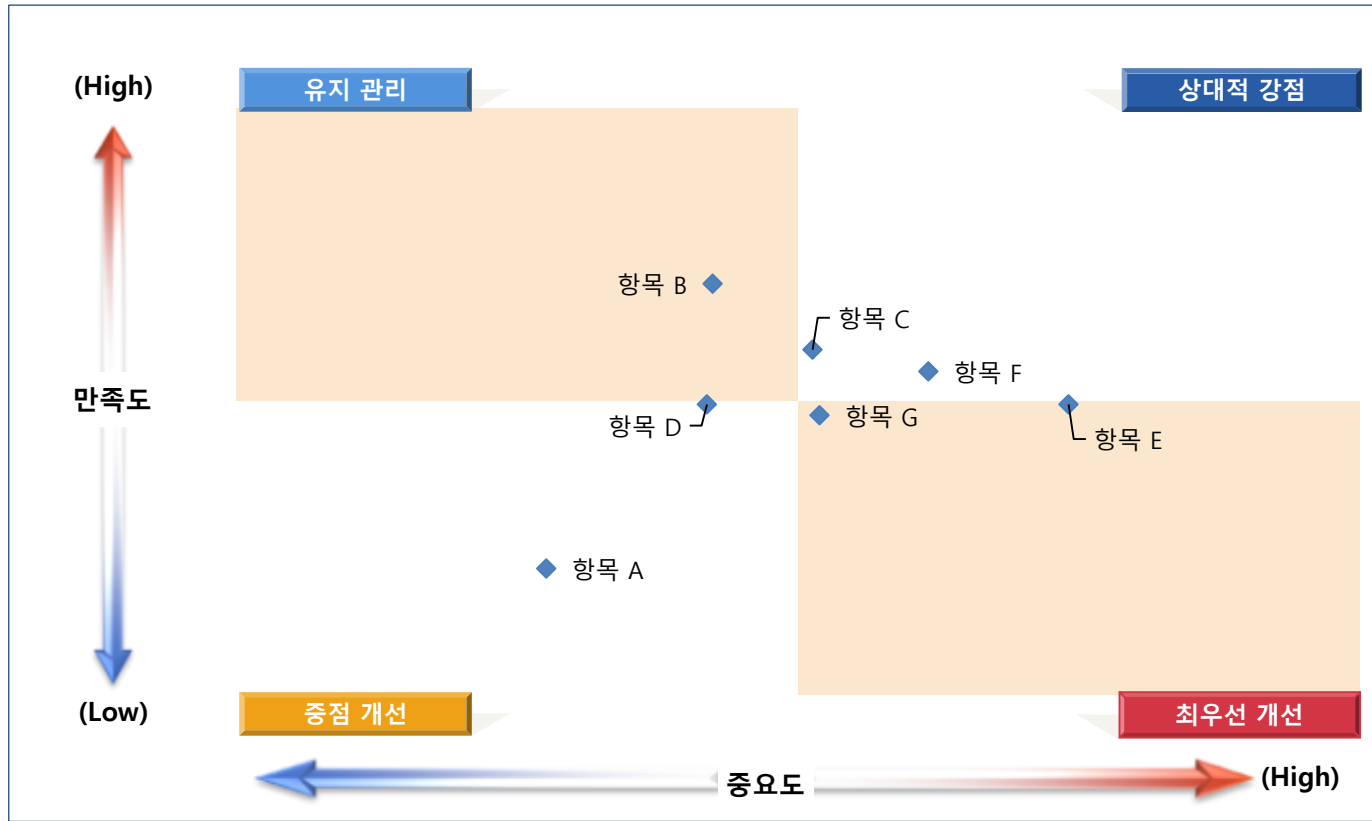 (High)
유지 관리
상대적 강점
항목 B
항목 C
항목 F
만족도
항목 D
항목 G
항목 E
항목 A
(Low)
중점 개선
최우선 개선
중요도
(High)